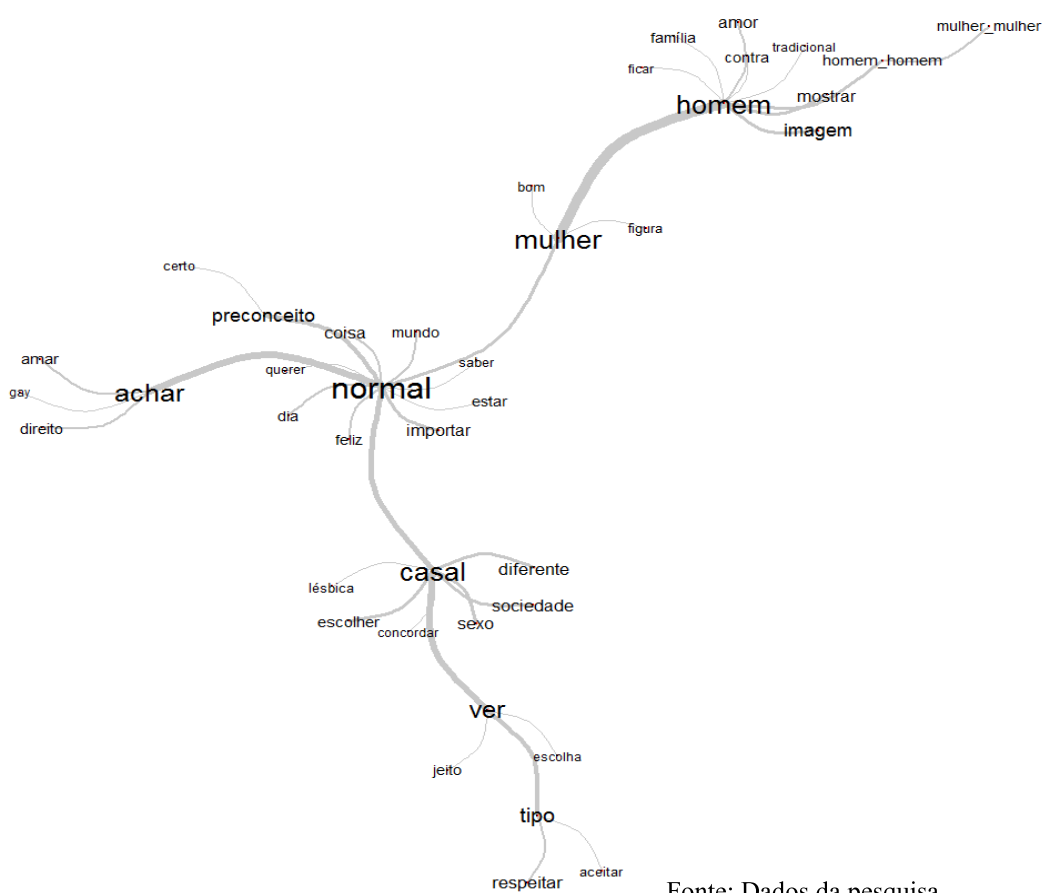 amor
mulher_mulher
família
contra
tradicional
homem_homem
ficar
mostrar
homem
imagem
bom
figura
mulher
certo
preconceito
coisa
mundo
amar
querer
saber
gay
achar
normal
estar
dia
direito
feliz
importar
casal
diferente
lésbica
sociedade
escolher
sexo
concordar
ver
escolha
jeito
tipo
respeitar
aceitar
Fonte: Dados da pesquisa